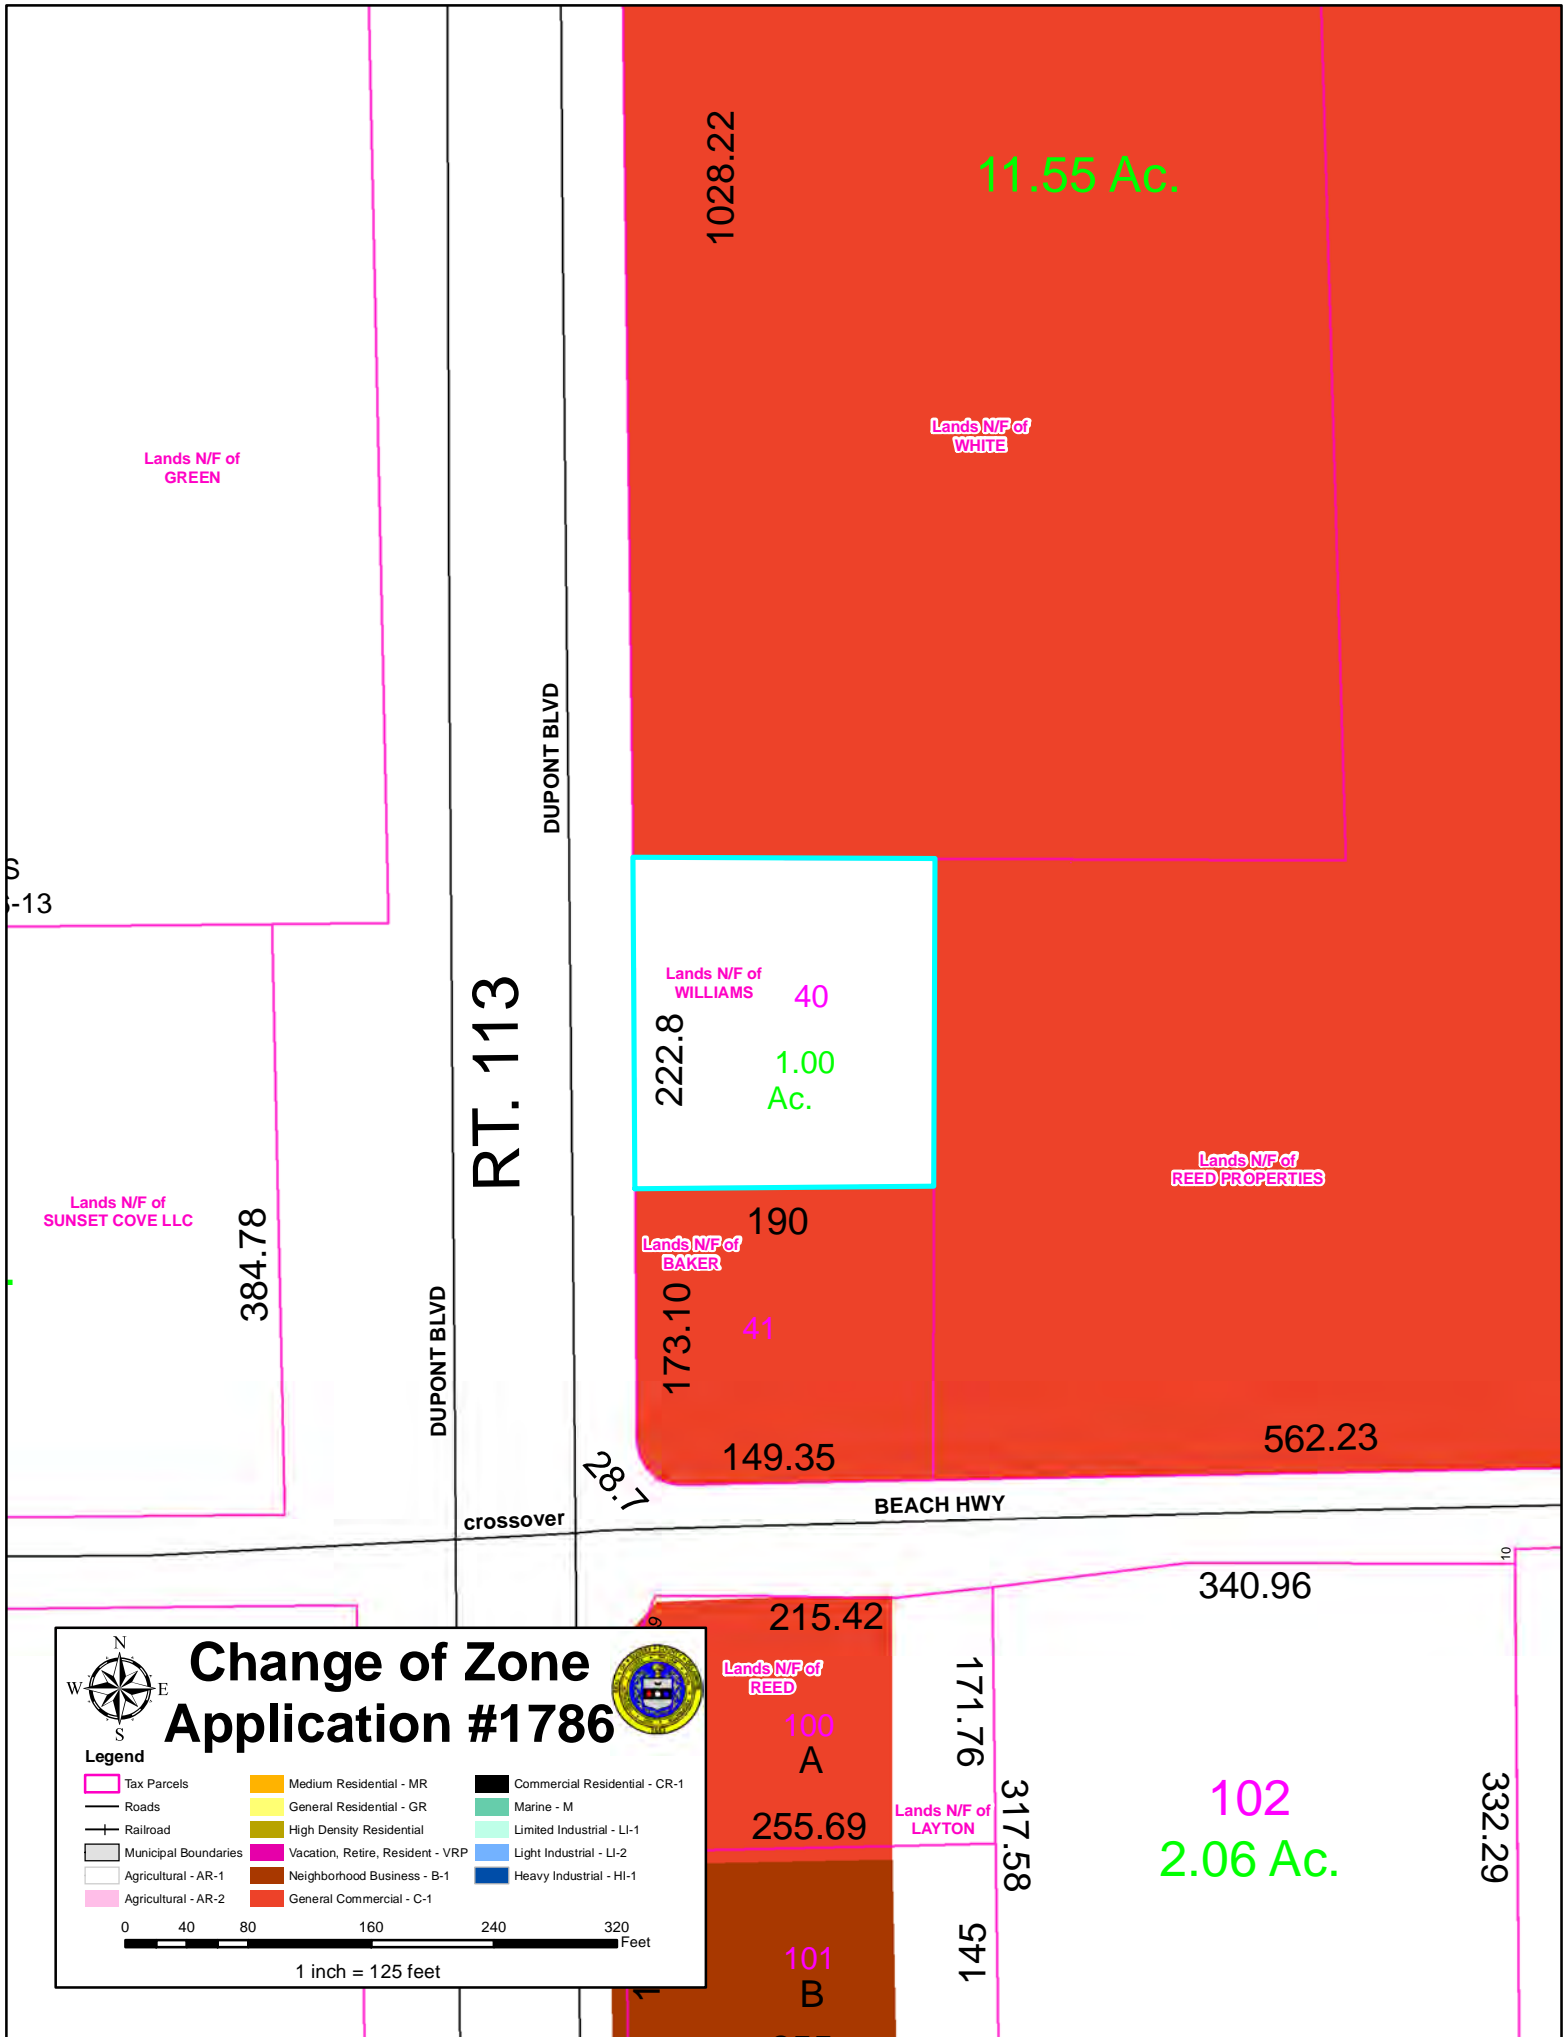 1028.22
11.55 Ac.
Lands N/F of
WHITE
Lands N/F of
GREEN
DUPONT BLVD
S
-13
RT. 113
Lands N/F of
WILLIAMS
40
222.8
1.00
Ac.
Lands N/F of
REED PROPERTIES
Lands N/F of
SUNSET COVE LLC
384.78
190
Lands N/F of
BAKER
173.10
41
DUPONT BLVD
149.35
562.23
28.7
BEACH HWY
crossover
10
340.96
215.42
9
Lands N/F of
REED
100
A
171.76
255.69
Lands N/F of
LAYTON
317.58
102
2.06 Ac.
332.29
101
B
145
N
W
E
S
Change of Zone
Application #1786
Legend
Tax Parcels
Roads
Railroad
Municipal Boundaries
Agricultural - AR-1
Agricultural - AR-2
Medium Residential - MR
General Residential - GR
High Density Residential
Vacation, Retire, Resident - VRP
Neighborhood Business - B-1
General Commercial - C-1
Commercial Residential - CR-1
Marine - M
Limited Industrial - LI-1
Light Industrial - LI-2
Heavy Industrial - HI-1
0 40 80 160 240 320
Feet
1 inch = 125 feet